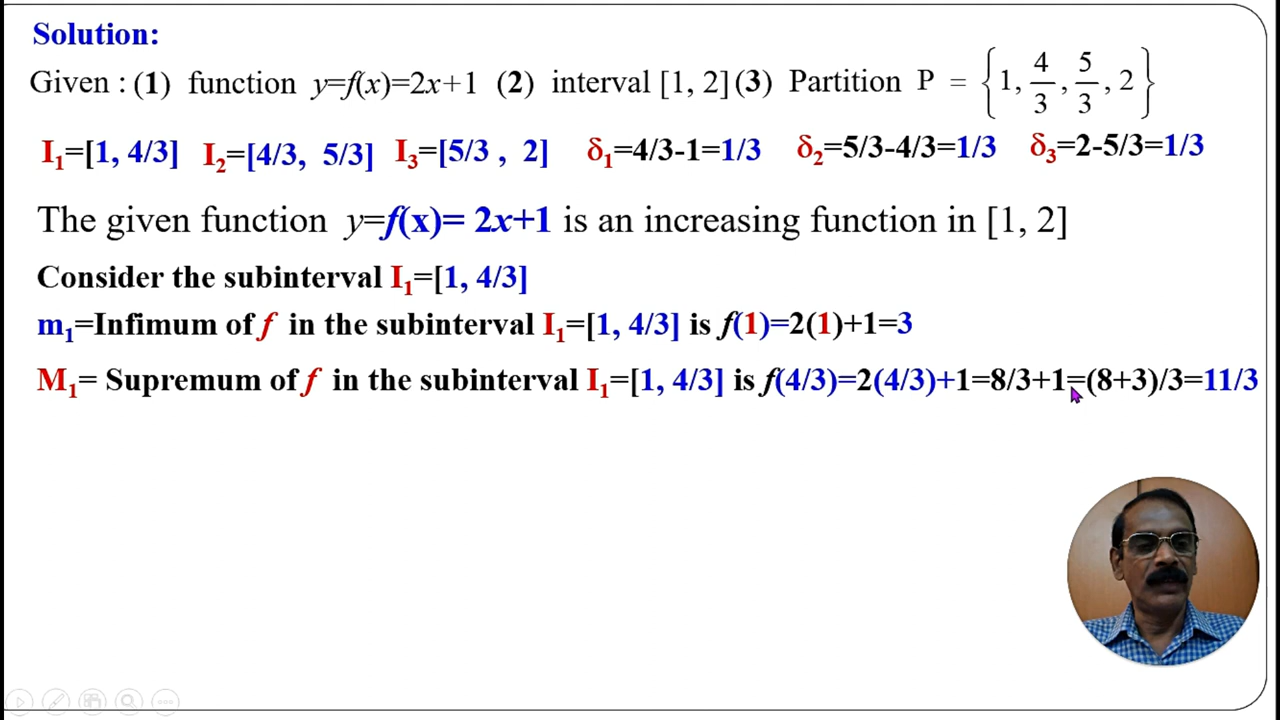 Solution:
Given : (1) function y=f(x)=2x+1 (2) interval [1, 2] (3) Partition P = {1, 4/3, 5/3, 2}
I₁=[1, 4/3] I₂=[4/3, 5/3] I₃=[5/3 , 2] δ₁=4/3-1=1/3 δ₂=5/3-4/3=1/3 δ₃=2-5/3=1/3
The given function y=f(x)= 2x+1 is an increasing function in [1, 2]
Consider the subinterval I₁=[1, 4/3]
m₁=Infimum of f in the subinterval I₁=[1, 4/3] is f(1)=2(1)+1=3
M₁= Supremum of f in the subinterval I₁=[1, 4/3] is f(4/3)=2(4/3)+1=8/3+1=(8+3)/3=11/3